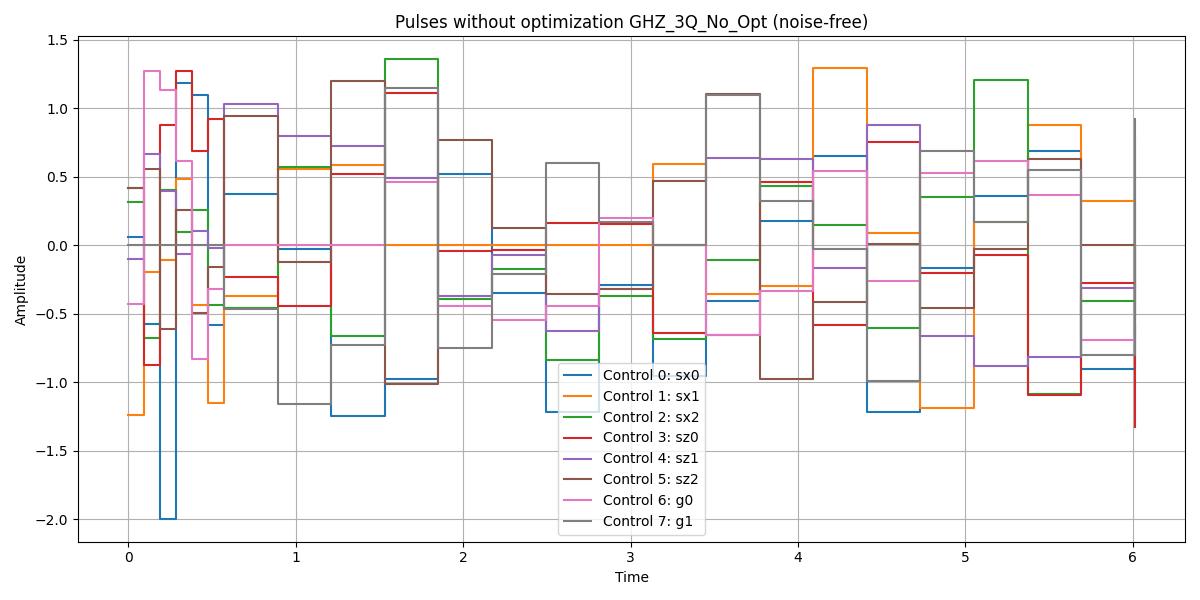 Pulses without optimization GHZ_3Q_No_Opt (noise-free)
1.5
1.0
0.5
0.0
−0.5
−1.0
−1.5
−2.0
Amplitude
Control 0: sx0
Control 1: sx1
Control 2: sx2
Control 3: sz0
Control 4: sz1
Control 5: sz2
Control 6: g0
Control 7: g1
0 1 2 3 4 5 6
Time